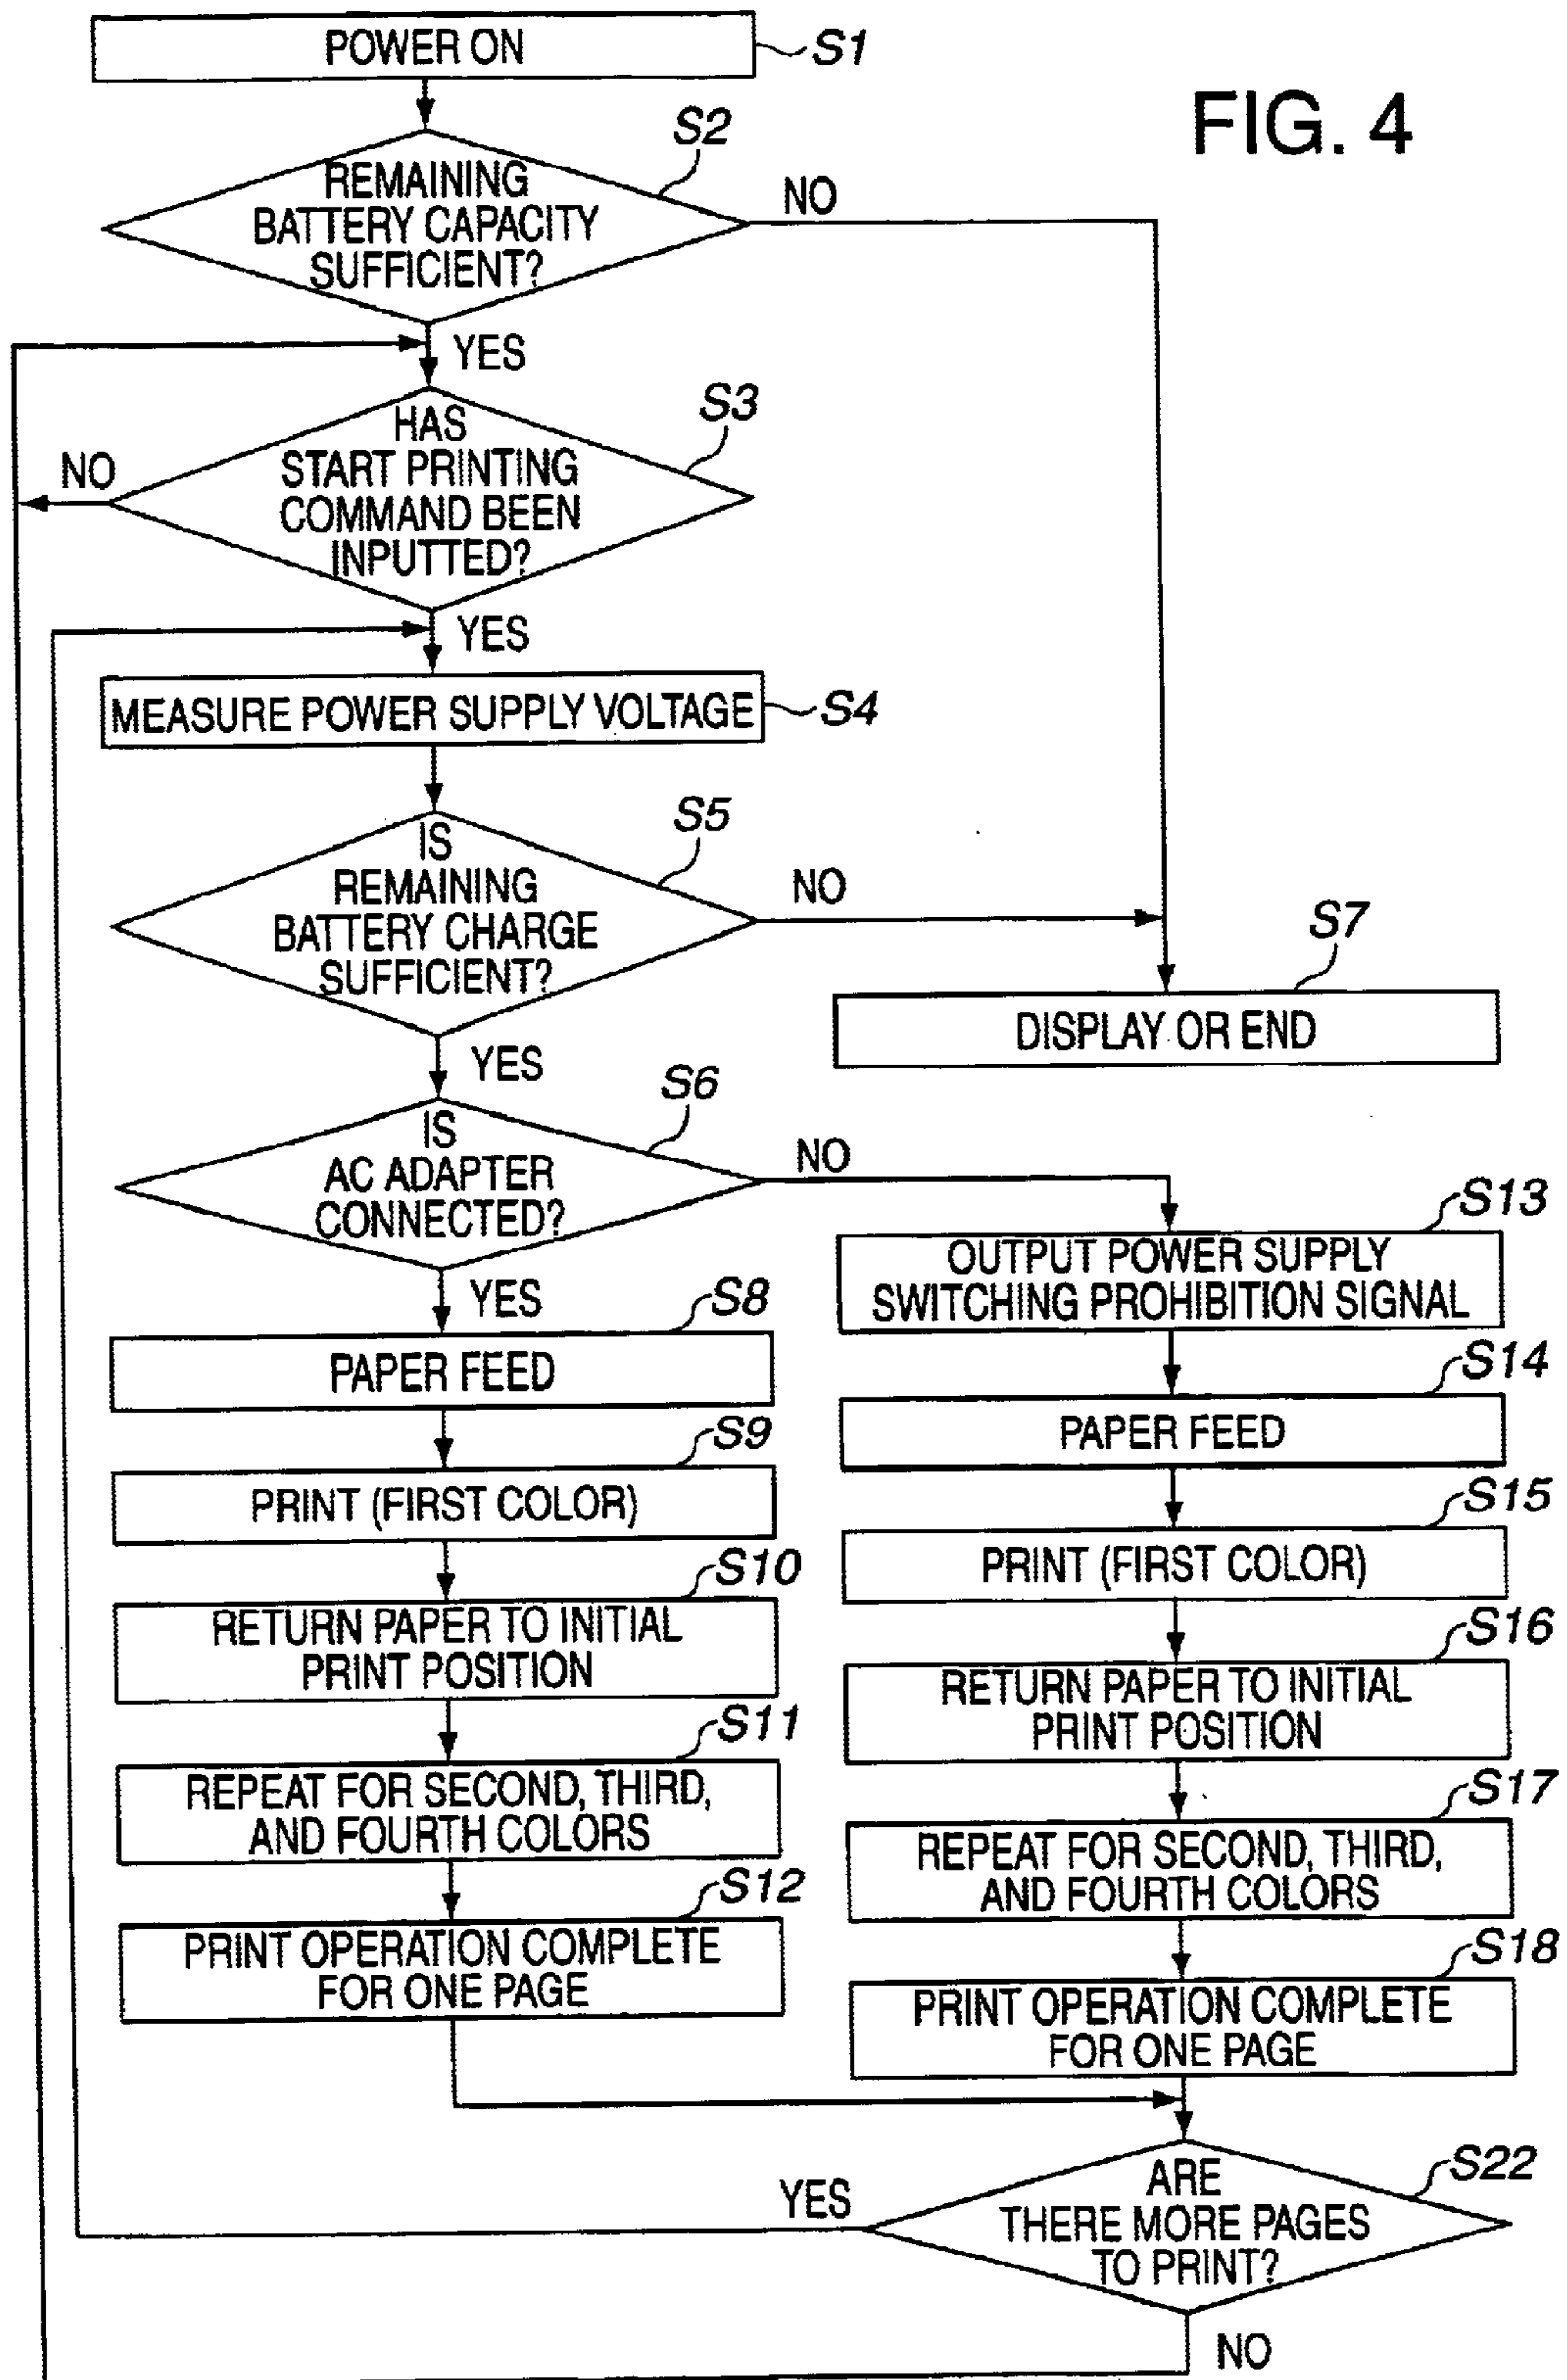 POWER ON
S1
FIG. 4
S2
REMAINING
BATTERY CAPACITY
SUFFICIENT?
NO
YES
S3
HAS
START PRINTING
COMMAND BEEN
INPUTTED?
NO
YES
MEASURE POWER SUPPLY VOLTAGE
S4
S5
IS
REMAINING
BATTERY CHARGE
SUFFICIENT?
NO
S7
DISPLAY OR END
YES
S6
IS
AC ADAPTER
CONNECTED?
NO
YES
S8
PAPER FEED
S9
PRINT (FIRST COLOR)
S10
RETURN PAPER TO INITIAL
PRINT POSITION
S11
REPEAT FOR SECOND, THIRD,
AND FOURTH COLORS
S12
PRINT OPERATION COMPLETE
FOR ONE PAGE
S13
OUTPUT POWER SUPPLY
SWITCHING PROHIBITION SIGNAL
S14
PAPER FEED
S15
PRINT (FIRST COLOR)
S16
RETURN PAPER TO INITIAL
PRINT POSITION
S17
REPEAT FOR SECOND, THIRD,
AND FOURTH COLORS
S18
PRINT OPERATION COMPLETE
FOR ONE PAGE
S22
ARE
THERE MORE PAGES
TO PRINT?
YES
NO